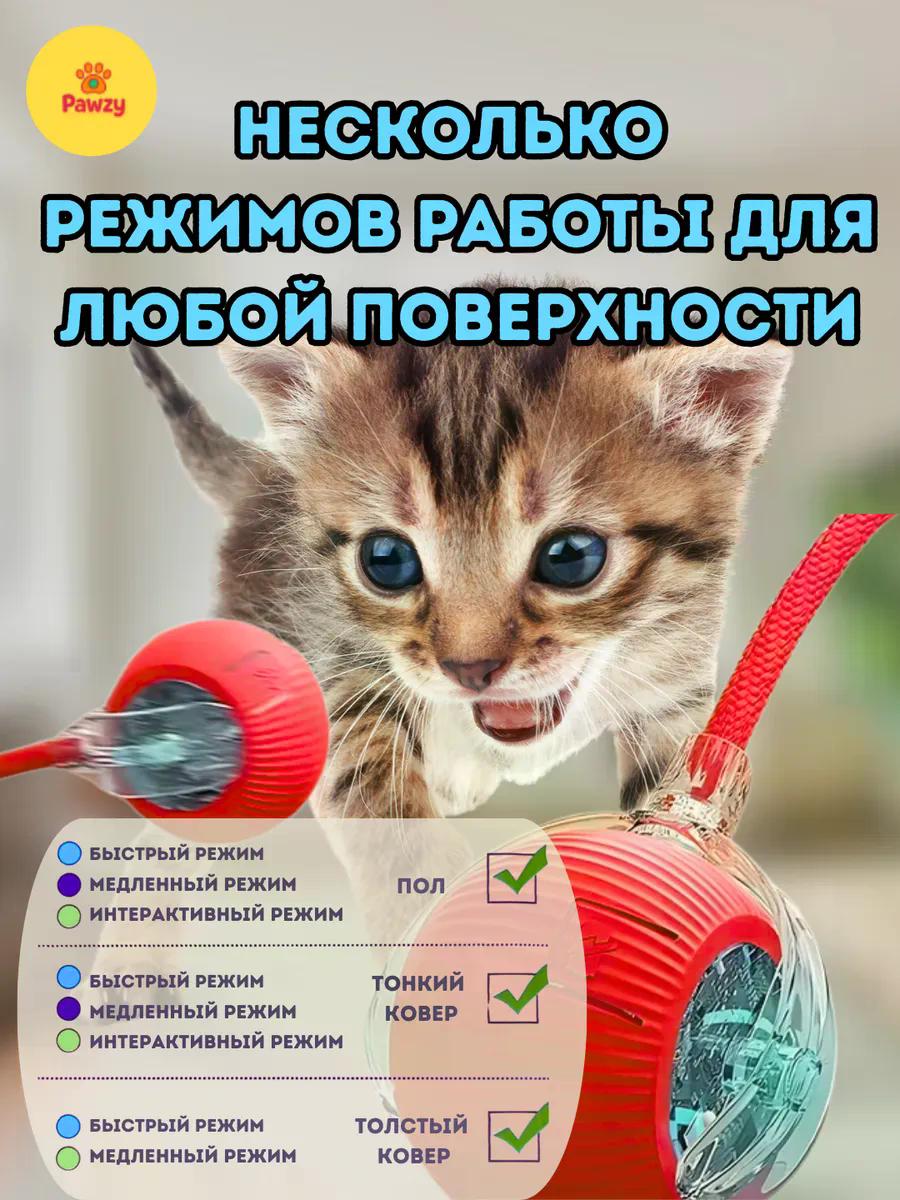 Pawzy
НЕСКОЛЬКО
РЕЖИМОВ РАБОТЫ ДЛЯ
ЛЮБОЙ ПОВЕРХНОСТИ
БЫСТРЫЙ РЕЖИМ
МЕДЛЕННЫЙ РЕЖИМ
ИНТЕРАКТИВНЫЙ РЕЖИМ
ПОЛ
БЫСТРЫЙ РЕЖИМ
МЕДЛЕННЫЙ РЕЖИМ
ИНТЕРАКТИВНЫЙ РЕЖИМ
ТОНКИЙ
КОВЕР
БЫСТРЫЙ РЕЖИМ
МЕДЛЕННЫЙ РЕЖИМ
ТОЛСТЫЙ
КОВЕР